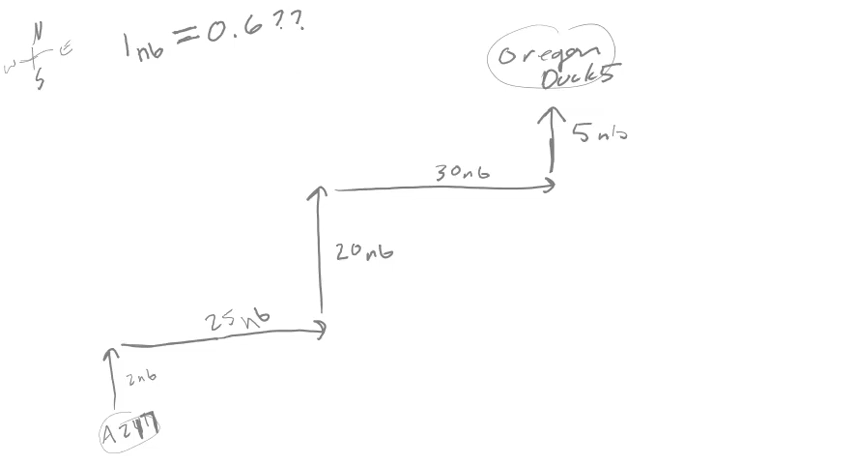 N
W E
S
1nb = 0.6??
Oregon
Ducks
5nb
30nb
20nb
25nb
2nb